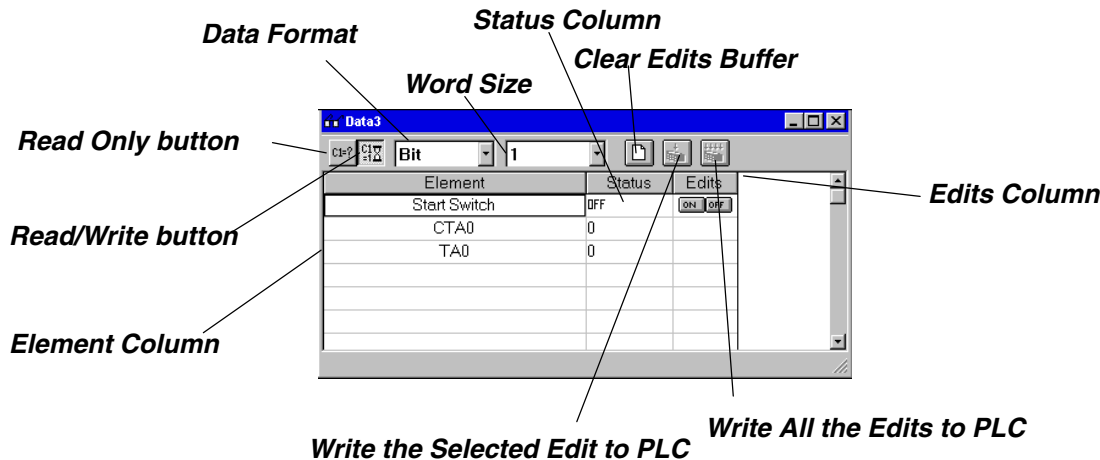 Status Column
Data Format
Clear Edits Buffer
Word Size
Data3
Read Only button
C1=?
C1
=1
Bit
1
Element Status Edits
Edits Column
Start Switch OFF ON OFF
Read/Write button
CTA0 0
TA0 0
Element Column
Write All the Edits to PLC
Write the Selected Edit to PLC